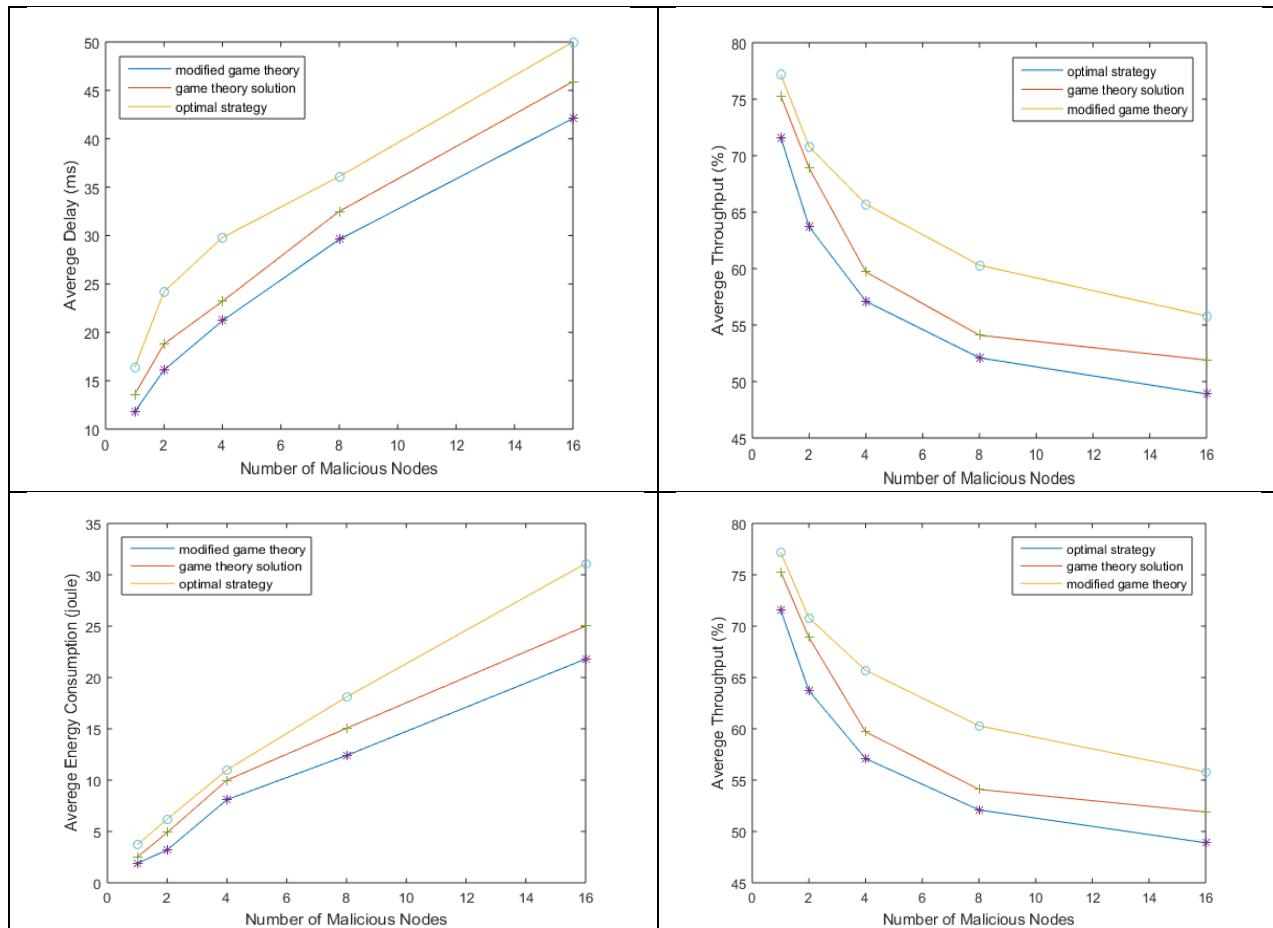 50
45
40
35
30
25
20
15
10
modified game theory
game theory solution
optimal strategy
Averege Delay (ms)
0 2 4 6 8 10 12 14 16
Number of Malicious Nodes
80
75
70
65
60
55
50
45
optimal strategy
game theory solution
modified game theory
Averege Throughput (%)
0 2 4 6 8 10 12 14 16
Number of Malicious Nodes
35
30
25
20
15
10
5
0
modified game theory
game theory solution
optimal strategy
Averege Energy Consumption (joule)
0 2 4 6 8 10 12 14 16
Number of Malicious Nodes
80
75
70
65
60
55
50
45
optimal strategy
game theory solution
modified game theory
Averege Throughput (%)
0 2 4 6 8 10 12 14 16
Number of Malicious Nodes